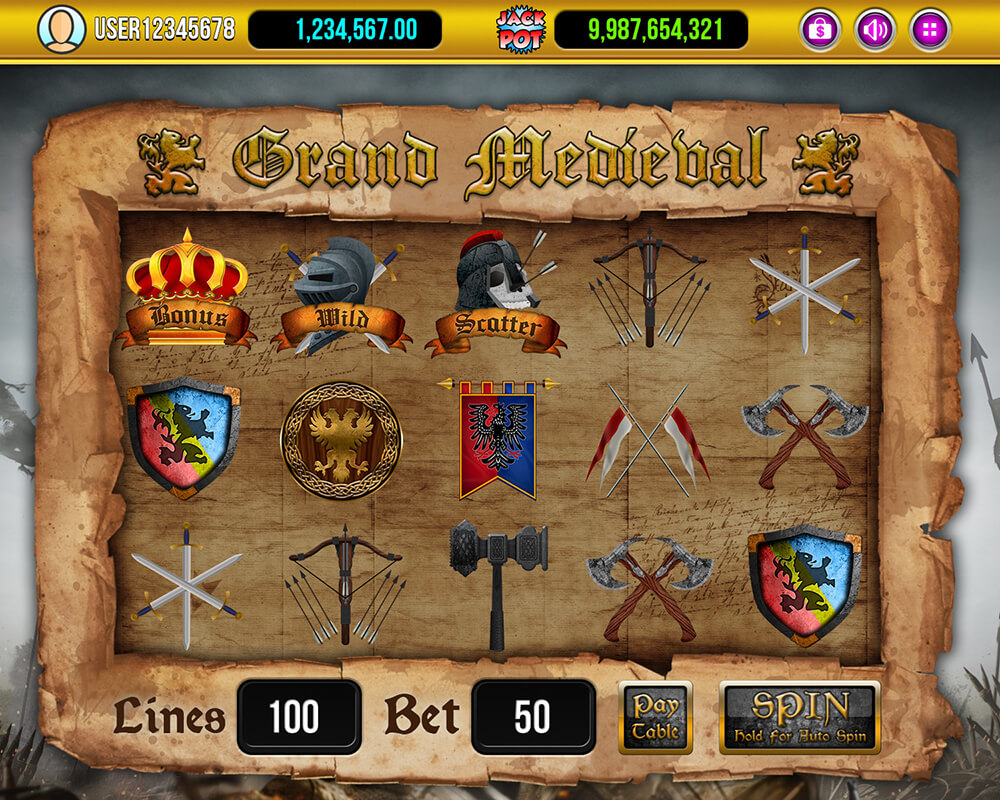 USER12345678
1,234,567.00
JACK
POT
9,987,654,321
Grand Medieval
Bonus
Wild
Scatter
Lines
100
Bet
50
Pay
Table
SPIN
Hold For Auto Spin